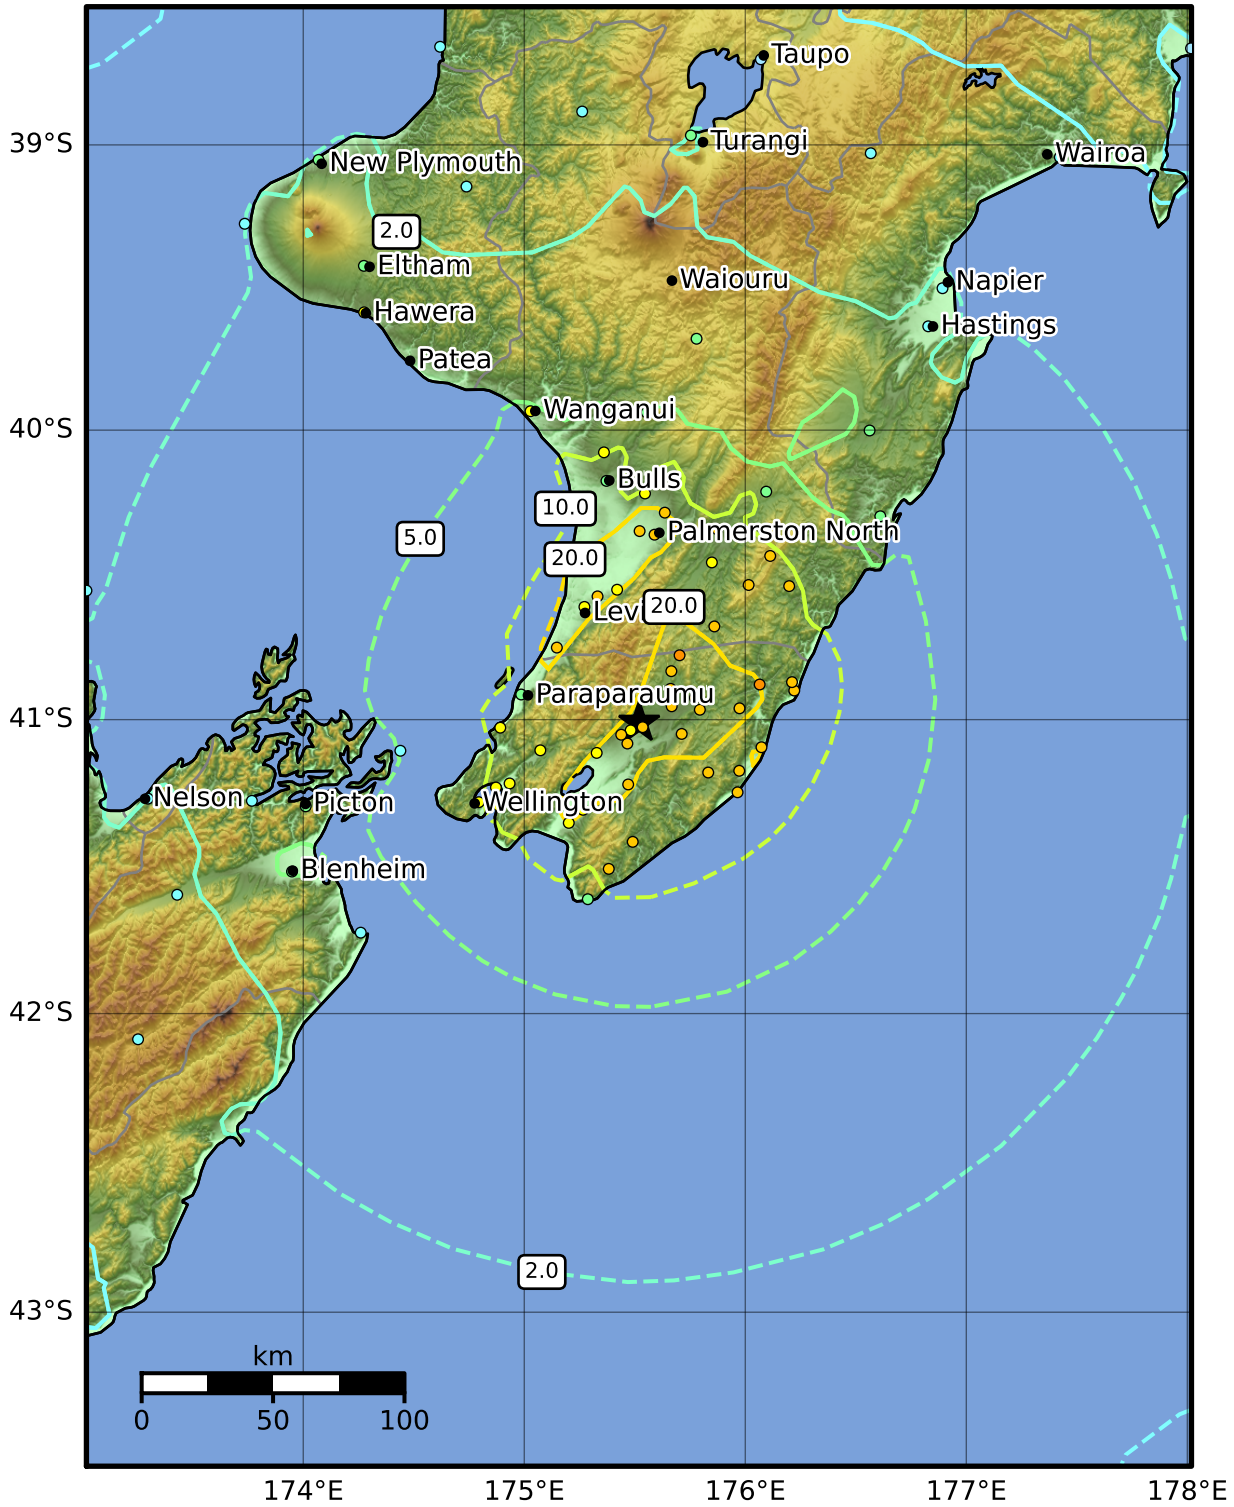 Taupo
39°S
Turangi
Wairoa
New Plymouth
2.0
Eltham
Waiouru
Napier
Hawera
Hastings
Patea
Wanganui
40°S
Bulls
10.0
5.0
Palmerston North
20.0
Lev
20.0
Paraparaumu
41°S
Nelson
Picton
Wellington
Blenheim
42°S
2.0
43°S
km
0 50 100
174°E 175°E 176°E 177°E 178°E